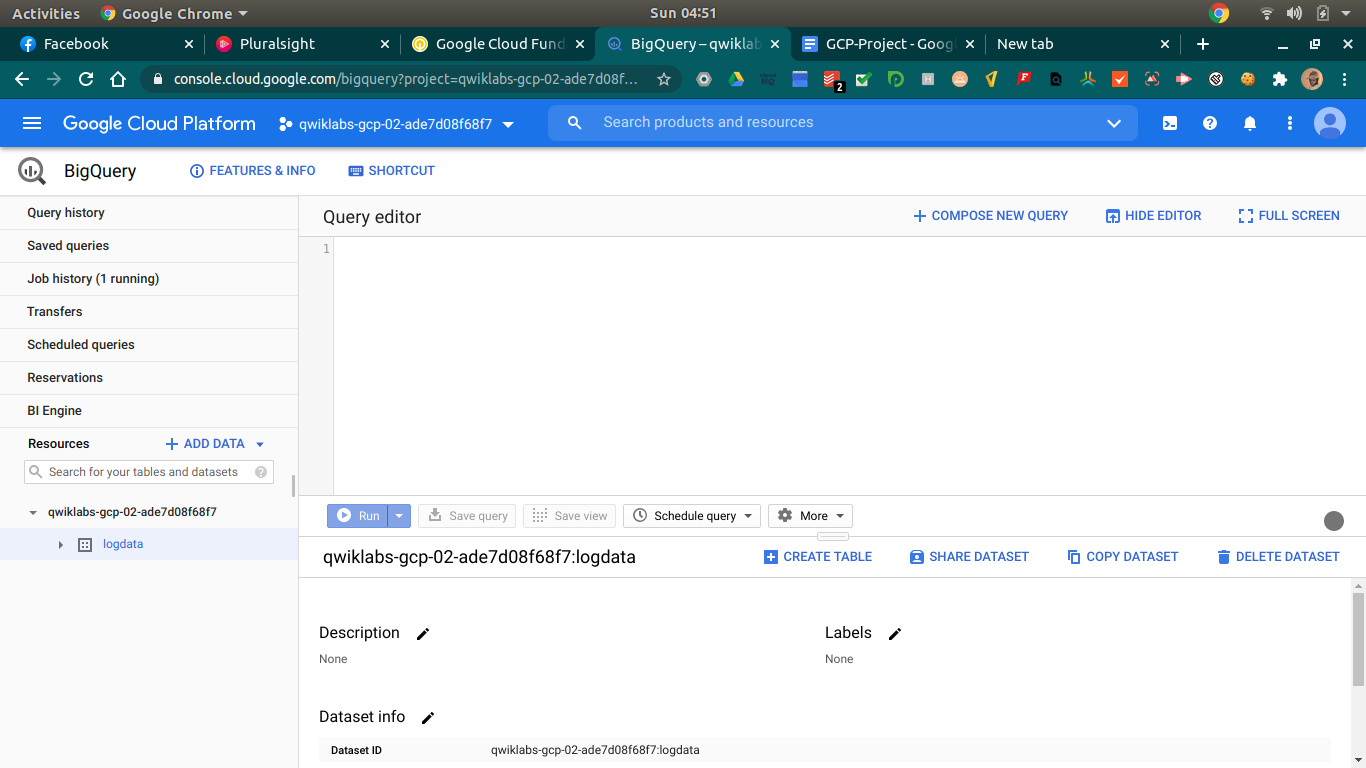 Activities Google Chrome Sun 04:51
Facebook Pluralsight Google Cloud Fund BigQuery – qwiklab GCP-Project - Googl New tab
console.cloud.google.com/bigquery?project=qwiklabs-gcp-02-ade7d08f... 2
Google Cloud Platform qwiklabs-gcp-02-ade7d08f68f7 Search products and resources
BigQuery FEATURES & INFO SHORTCUT
Query history
Saved queries
Job history (1 running)
Transfers
Scheduled queries
Reservations
BI Engine
Resources ADD DATA
Search for your tables and datasets
qwiklabs-gcp-02-ade7d08f68f7
logdata
Query editor COMPOSE NEW QUERY HIDE EDITOR FULL SCREEN
1
Run Save query Save view Schedule query More
qwiklabs-gcp-02-ade7d08f68f7:logdata CREATE TABLE SHARE DATASET COPY DATASET DELETE DATASET
Description Labels
None None
Dataset info
Dataset ID qwiklabs-gcp-02-ade7d08f68f7:logdata